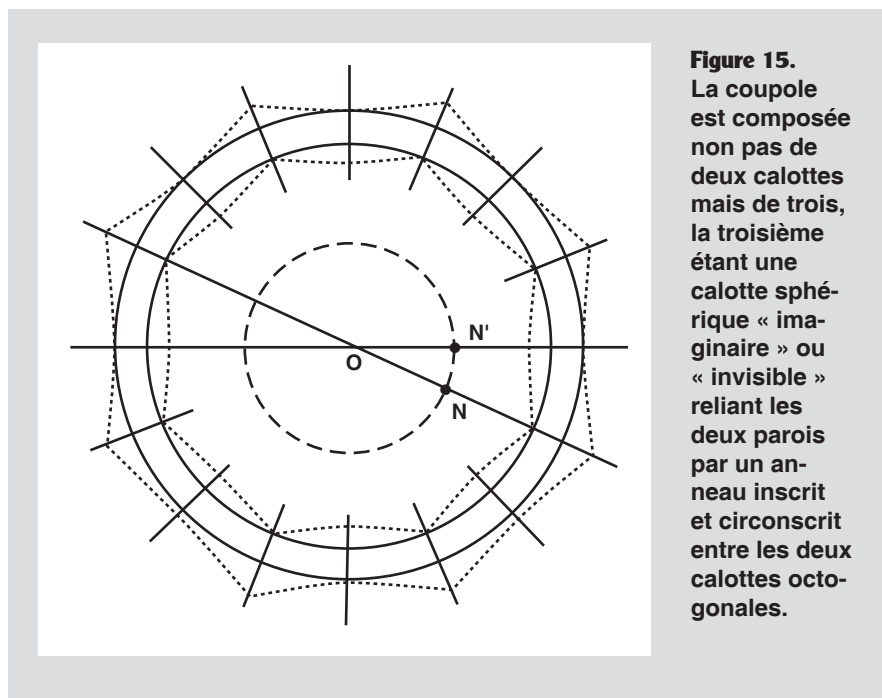 N'
O
N
Figure 15.
La coupole
est composée
non pas de
deux calottes
mais de trois,
la troisième
étant une
calotte sphé-
rique « ima-
ginaire » ou
« invisible »
reliant les
deux parois
par un an-
neau inscrit
et circonscrit
entre les deux
calottes octo-
gonales.